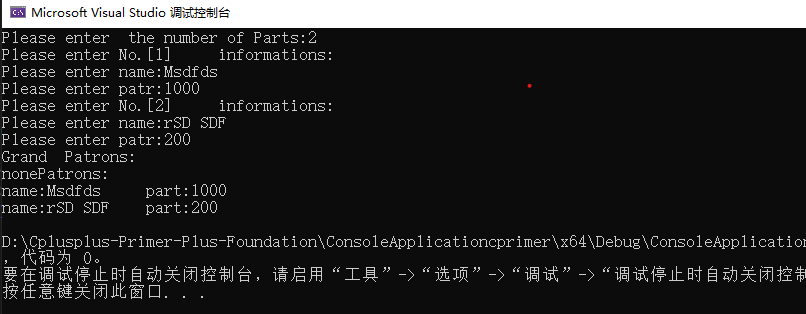 Microsoft Visual Studio 调试控制台
Please enter  the number of Parts:2
Please enter No.[1]     informations:
Please enter name:Msdfds
Please enter patr:1000
Please enter No.[2]     informations:
Please enter name:rSD SDF
Please enter patr:200
Grand  Patrons:
nonePatrons:
name:Msdfds     part:1000
name:rSD SDF    part:200
D:\Cplusplus-Primer-Plus-Foundation\ConsoleApplicationcprimer\x64\Debug\ConsoleApplication
，代码为 0。
要在调试停止时自动关闭控制台，请启用“工具”->“选项”->“调试”->“调试停止时自动关闭控制
按任意键关闭此窗口. . .